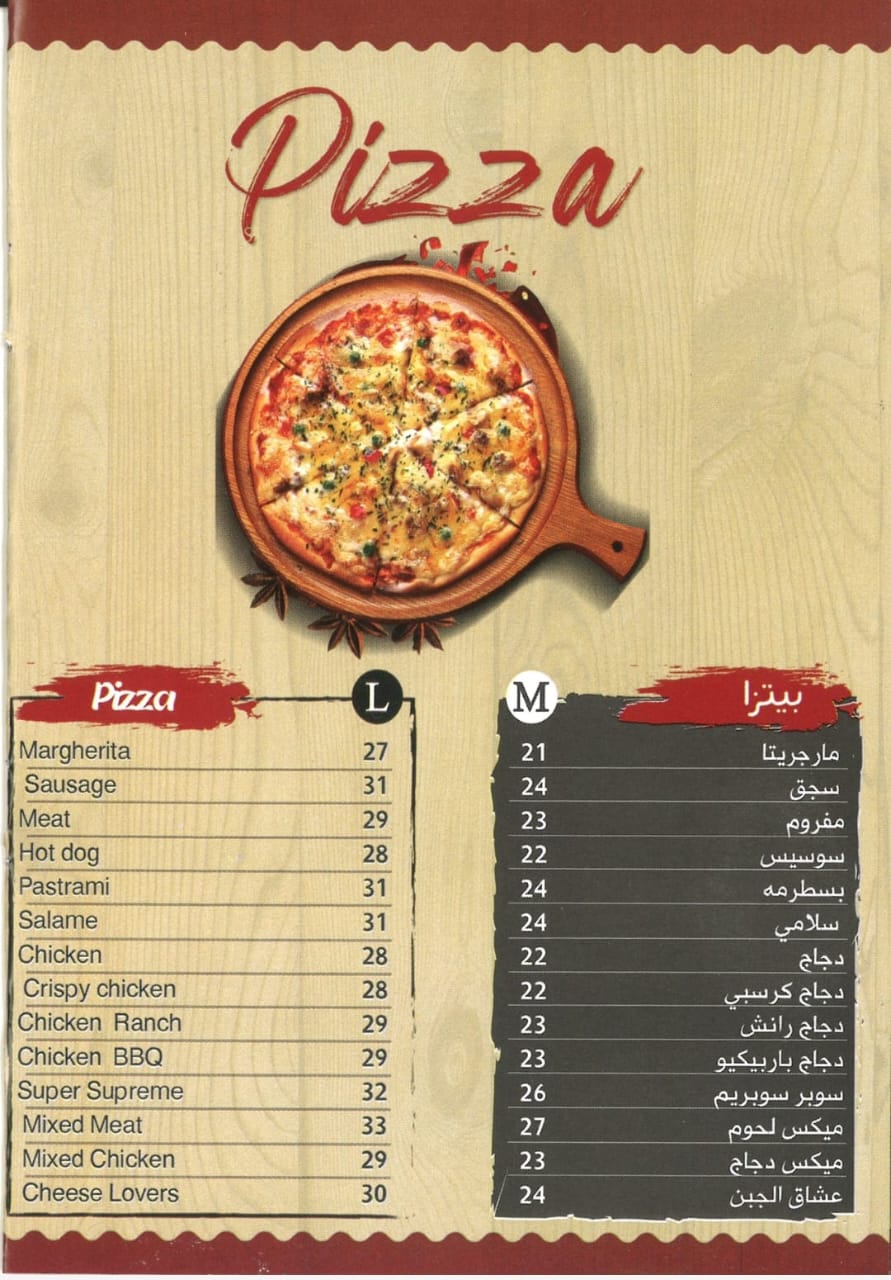 Pizza
Pizza L
Margherita 27
Sausage 31
Meat 29
Hot dog 28
Pastrami 31
Salame 31
Chicken 28
Crispy chicken 28
Chicken Ranch 29
Chicken BBQ 29
Super Supreme 32
Mixed Meat 33
Mixed Chicken 29
Cheese Lovers 30
M بيتزا
21 مارجريتا
24 سجق
23 مفروم
22 سوسيس
24 بسطرمه
24 سلامي
22 دجاج
22 دجاج كرسبي
23 دجاج رانش
23 دجاج باربيكيو
26 سوبر سوبريم
27 ميكس لحوم
23 ميكس دجاج
24 عشاق الجبن